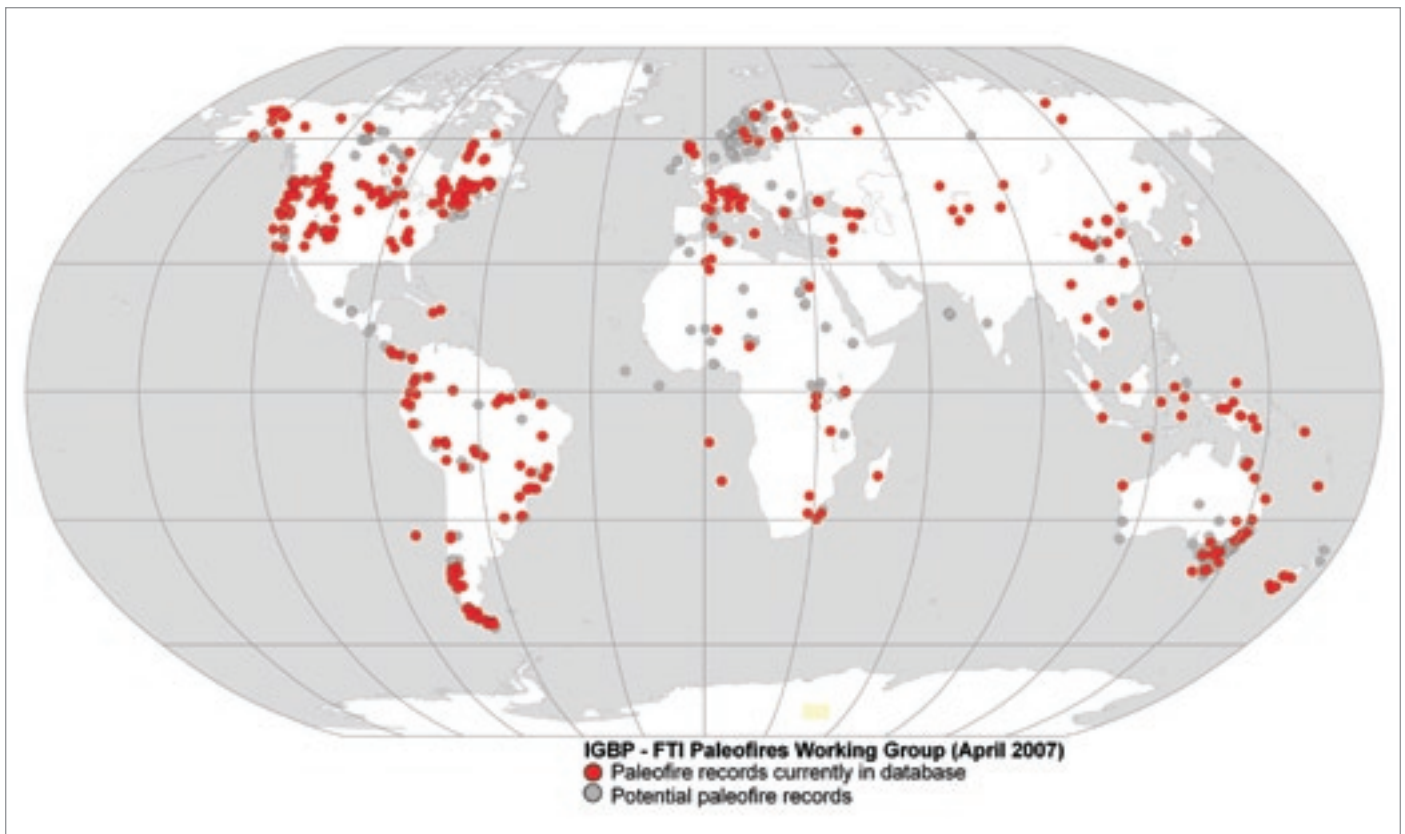 IGBP - FTI Paleofires Working Group (April 2007)
Paleofire records currently in database
Potential paleofire records